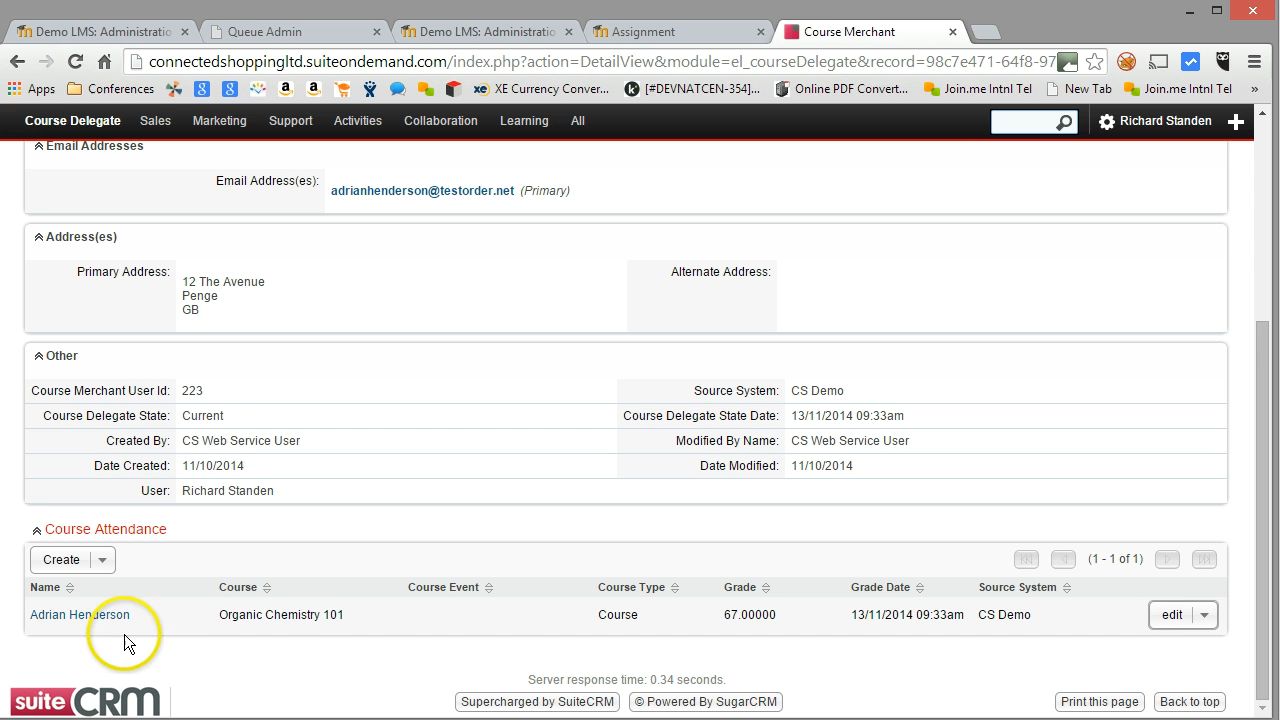 Demo LMS: Administratio
Queue Admin
Demo LMS: Administratio
Assignment
Course Merchant
connectedshoppingltd.suiteondemand.com/index.php?action=DetailView&module=el_courseDelegate&record=98c7e471-64f8-97
Apps
Conferences
XE Currency Conver...
[#DEVNATCEN-354]...
Online PDF Convert...
Join.me Intnl Tel
New Tab
Join.me Intnl Tel
»
Course Delegate
Sales
Marketing
Support
Activities
Collaboration
Learning
All
Richard Standen
Email Addresses
Email Address(es):
adrianhenderson@testorder.net (Primary)
Address(es)
Primary Address:
12 The Avenue
Penge
GB
Alternate Address:
Other
Course Merchant User Id: 223
Source System: CS Demo
Course Delegate State: Current
Course Delegate State Date: 13/11/2014 09:33am
Created By: CS Web Service User
Modified By Name: CS Web Service User
Date Created: 11/10/2014
Date Modified: 11/10/2014
User: Richard Standen
Course Attendance
Create
(1 - 1 of 1)
Name Course Course Event Course Type Grade Grade Date Source System
Adrian Henderson Organic Chemistry 101 Course 67.00000 13/11/2014 09:33am CS Demo edit
Server response time: 0.34 seconds.
suiteCRM
Supercharged by SuiteCRM
© Powered By SugarCRM
Print this page
Back to top